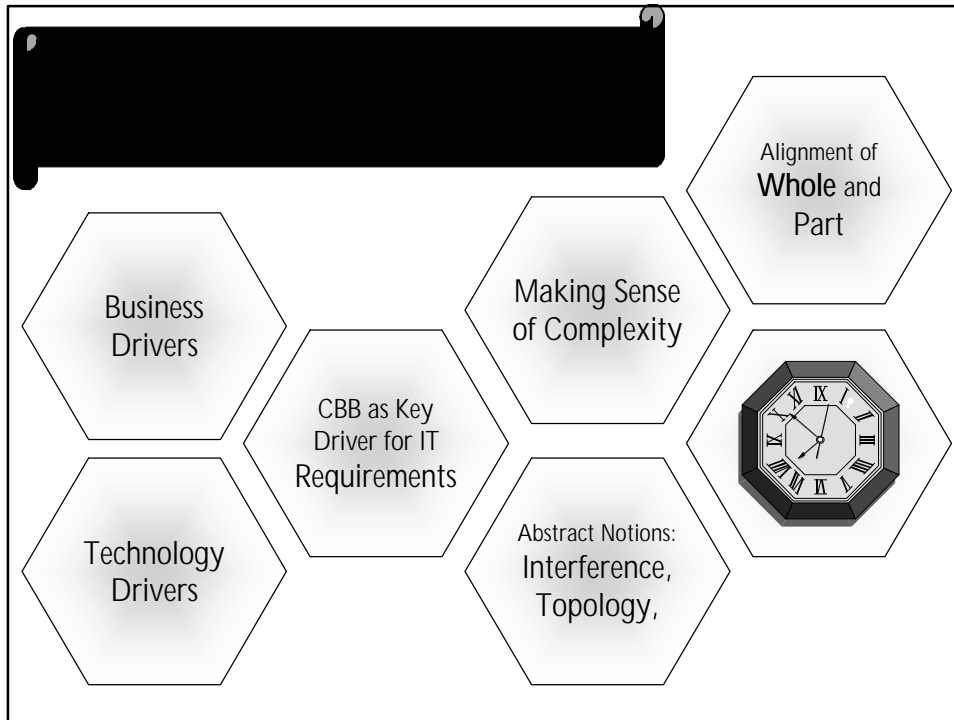 Alignment of
Whole and
Part
Business
Drivers
Making Sense
of Complexity
CBB as Key
Driver for IT
Requirements
Technology
Drivers
Abstract Notions:
Interference,
Topology,